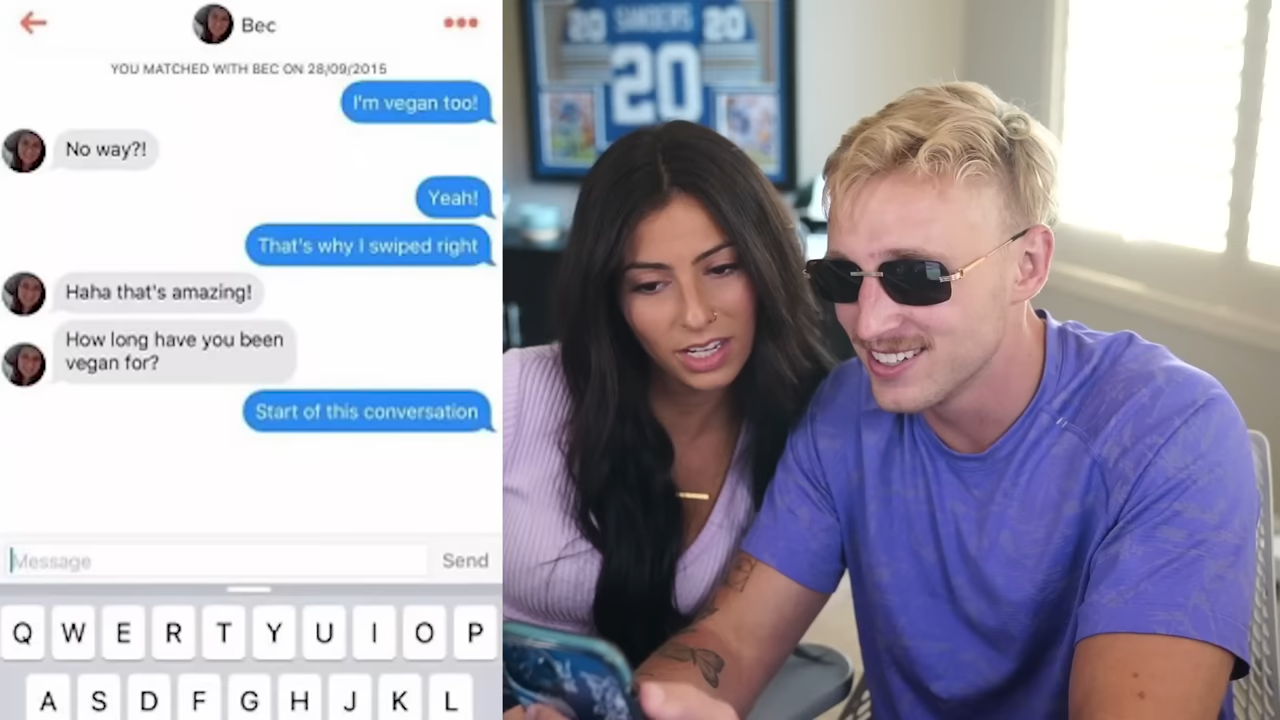 Bec
YOU MATCHED WITH BEC ON 28/09/2015
I'm vegan too!
No way?!
Yeah!
That's why I swiped right
Haha that's amazing!
How long have you been
vegan for?
Start of this conversation
Message
Send
Q W E R T Y U I O P
A S D F G H J K L
20 SANDERS 20
20